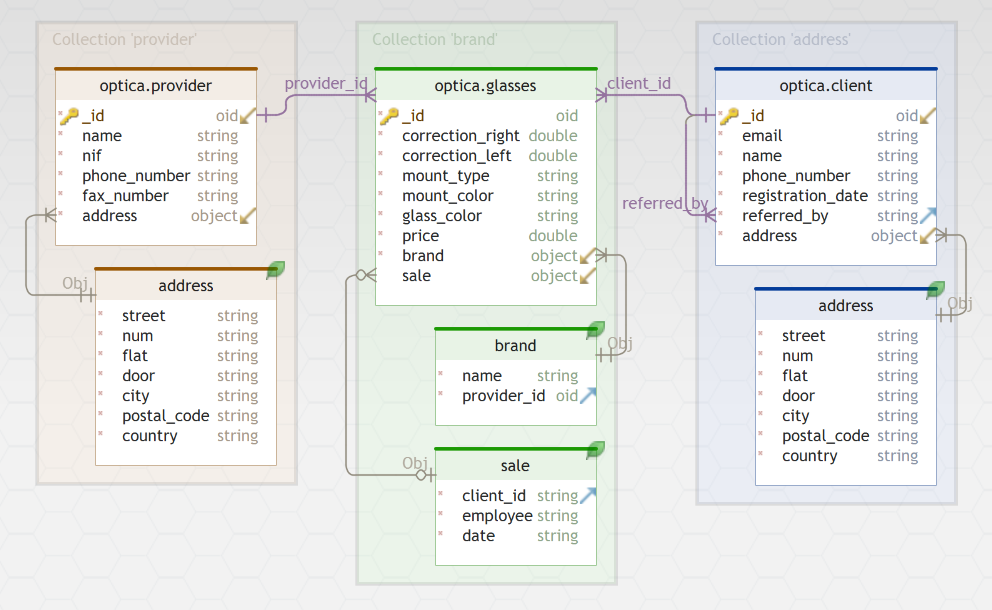 Collection 'provider'
optica.provider
_id oid
name string
nif string
phone_number string
fax_number string
address object
Obj
address
street string
num string
flat string
door string
city string
postal_code string
country string
provider_id
Collection 'brand'
optica.glasses
_id oid
correction_right double
correction_left double
mount_type string
mount_color string
glass_color string
price double
brand object
sale object
Obj
brand
name string
provider_id oid
Obj
sale
client_id string
employee string
date string
client_id
referred_by
Collection 'address'
optica.client
_id oid
email string
name string
phone_number string
registration_date string
referred_by string
address object
Obj
address
street string
num string
flat string
door string
city string
postal_code string
country string